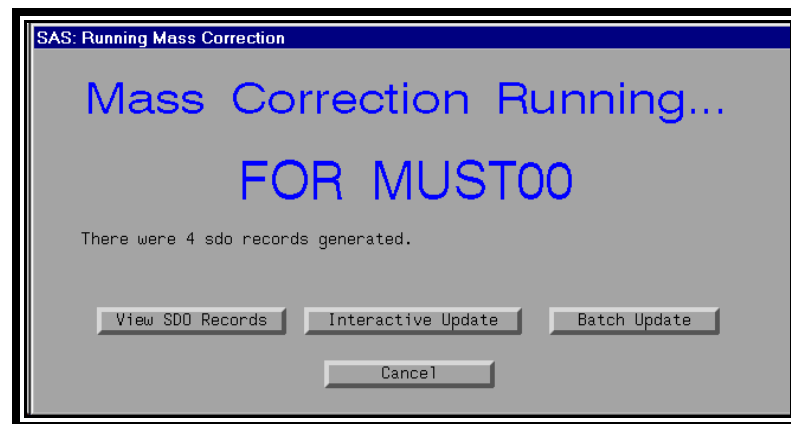 SAS: Running Mass Correction
Mass Correction Running...
FOR MUST00
There were 4 sdo records generated.
View SDO Records Interactive Update Batch Update
Cancel